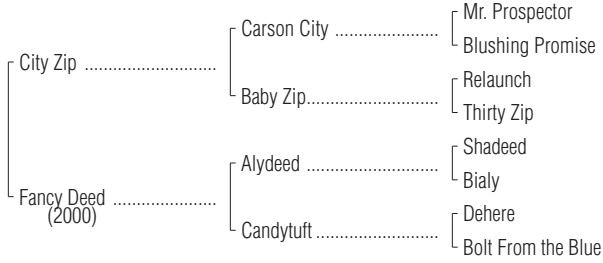 Mr. Prospector
Carson City ....................
Blushing Promise
City Zip .........................
Relaunch
Baby Zip.........................
Thirty Zip
Shadeed
Alydeed .........................
Bialy
Fancy Deed ....................
(2000)
Dehere
Candytuft .......................
Bolt From the Blue